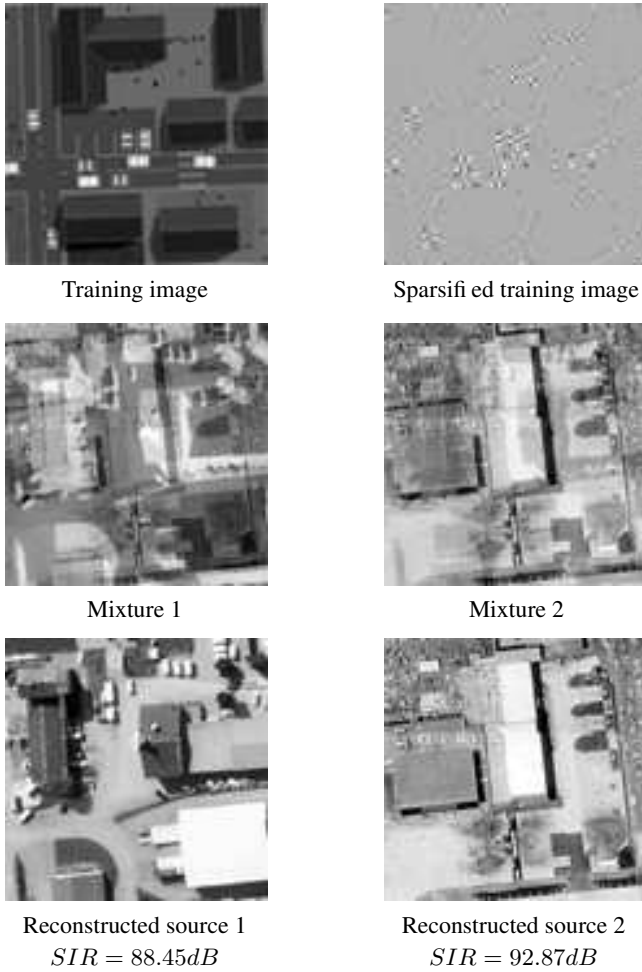 Training image
Sparsifi ed training image
Mixture 1
Mixture 2
Reconstructed source 1
SIR = 88.45dB
Reconstructed source 2
SIR = 92.87dB